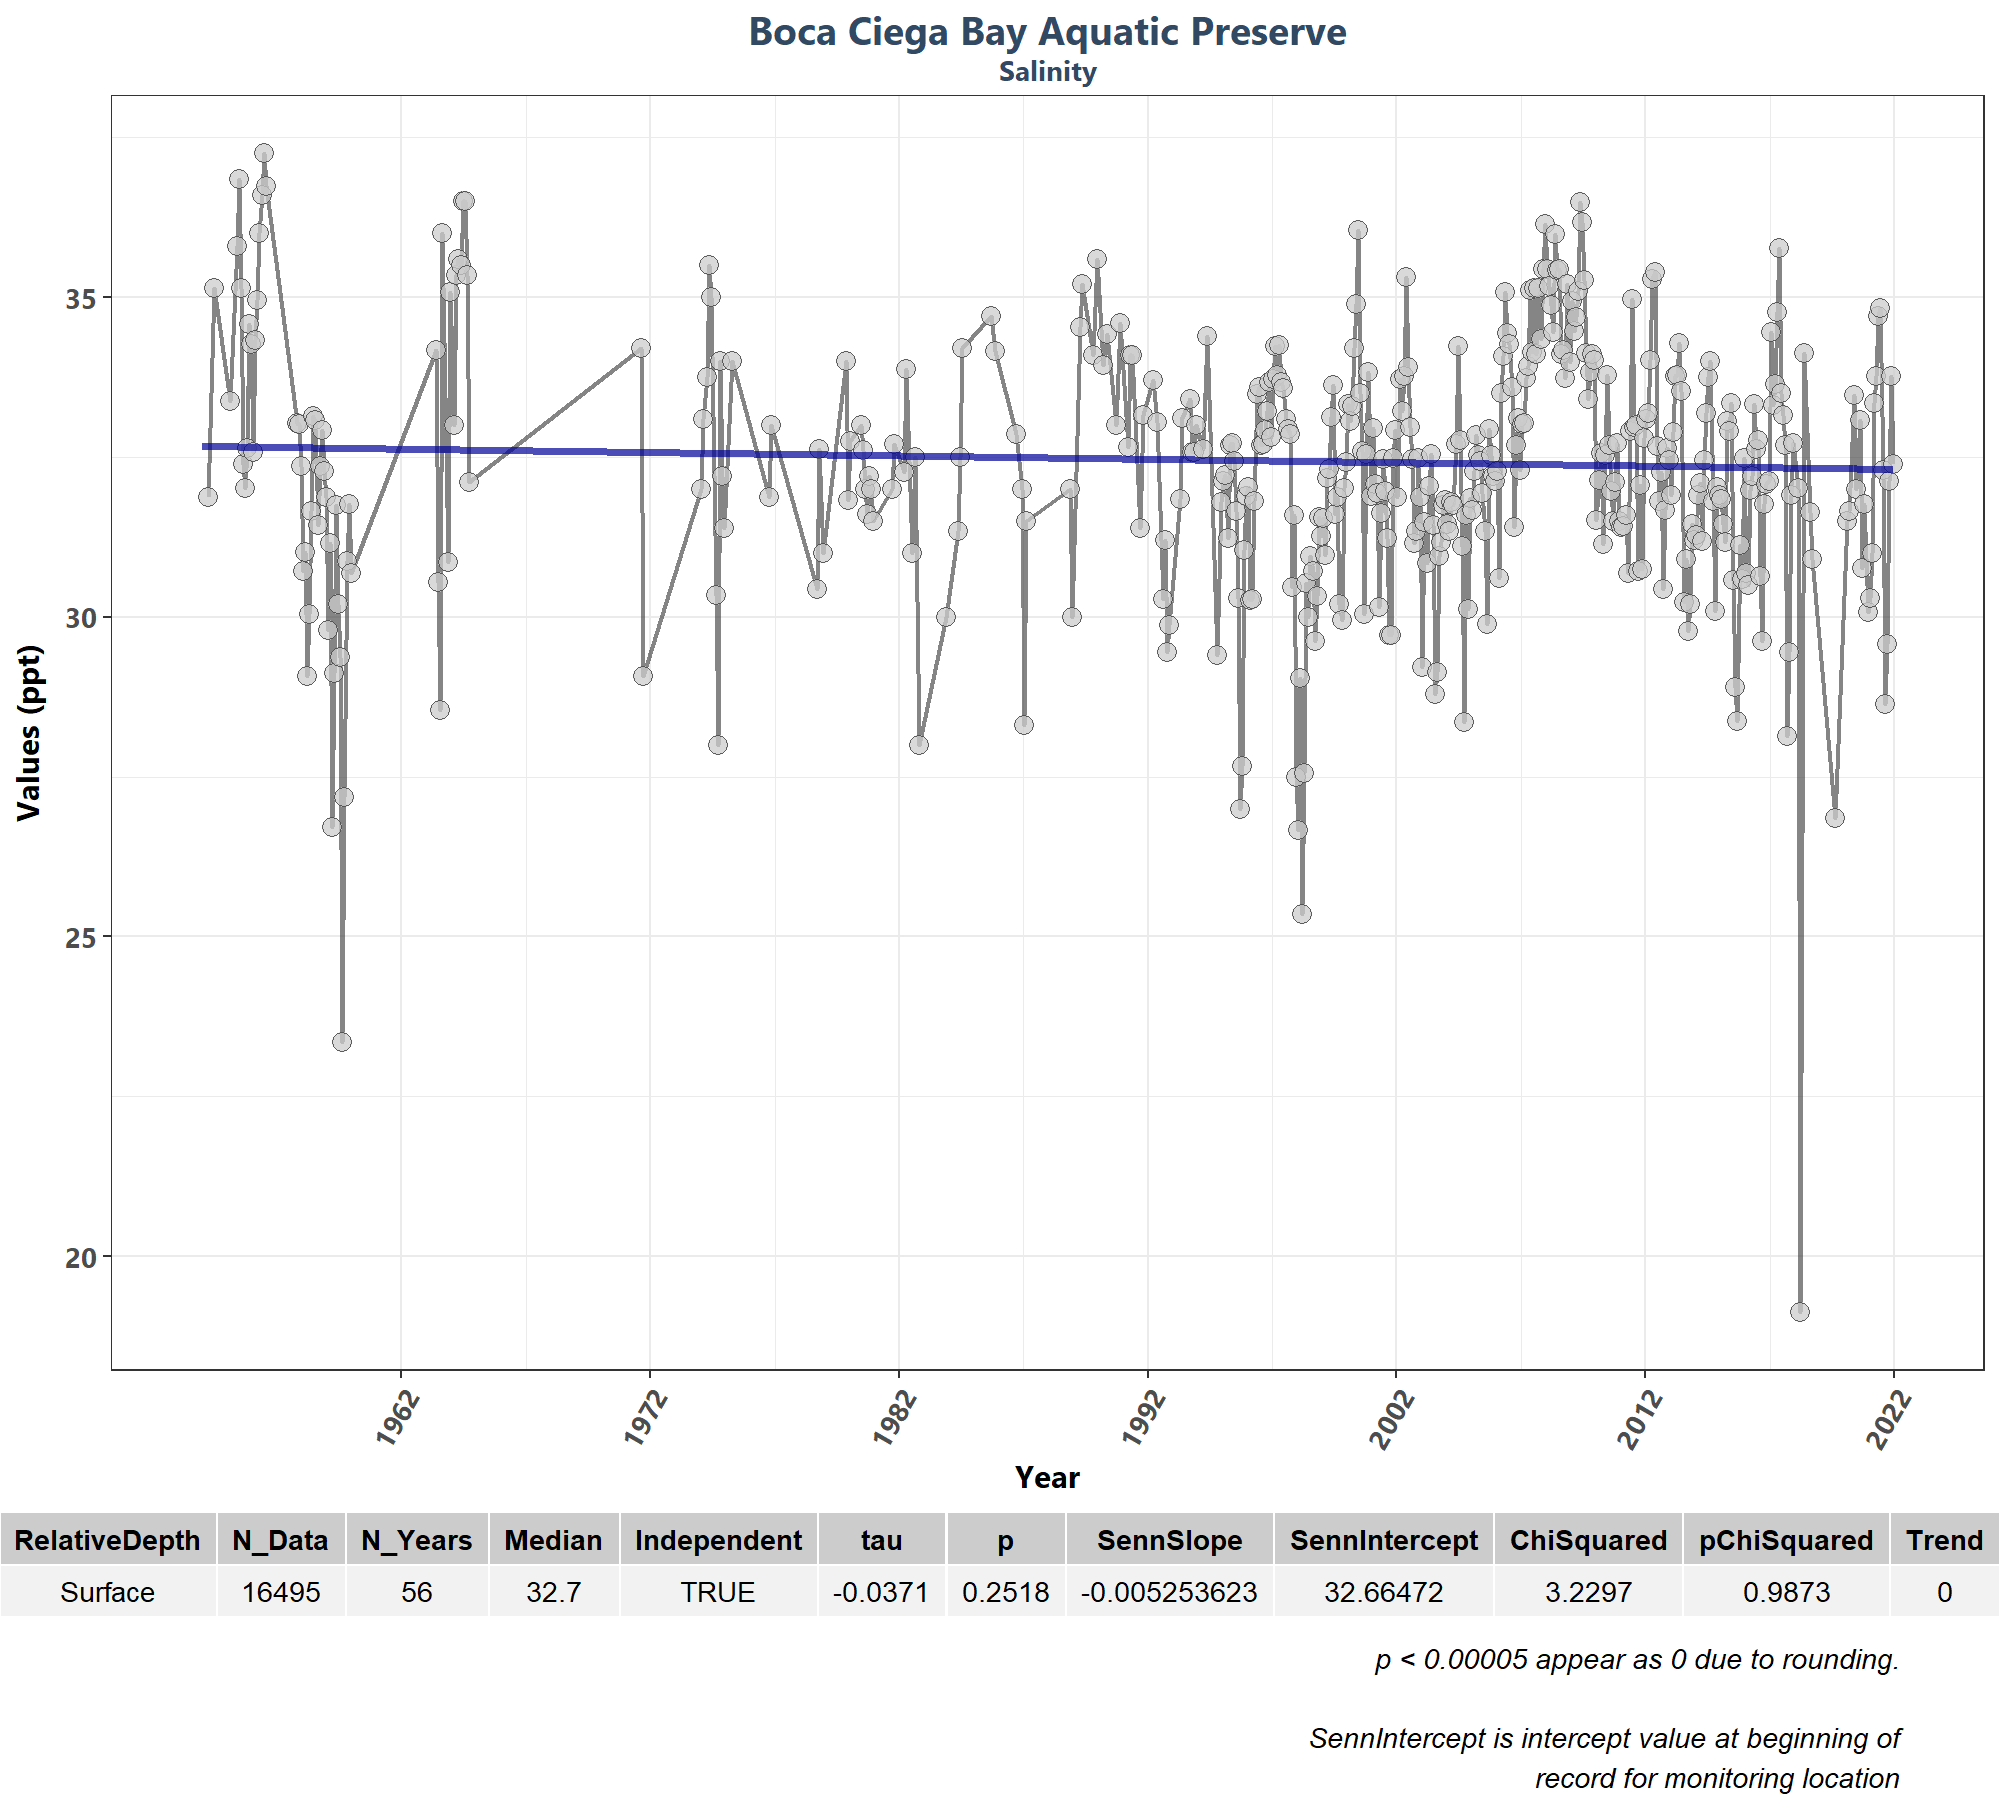 Boca Ciega Bay Aquatic Preserve
Salinity
35
30
25
20
Values (ppt)
1962 1972 1982 1992 2002 2012 2022
Year
RelativeDepth N_Data N_Years Median Independent tau p SennSlope SennIntercept ChiSquared pChiSquared Trend
Surface 16495 56 32.7 TRUE -0.0371 0.2518 -0.005253623 32.66472 3.2297 0.9873 0
p < 0.00005 appear as 0 due to rounding.
SennIntercept is intercept value at beginning of
record for monitoring location